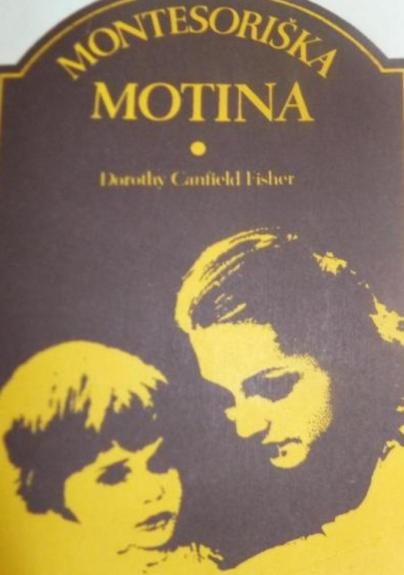 MONTESORIŠKA
MOTINA
Dorothy Canfield Fisher